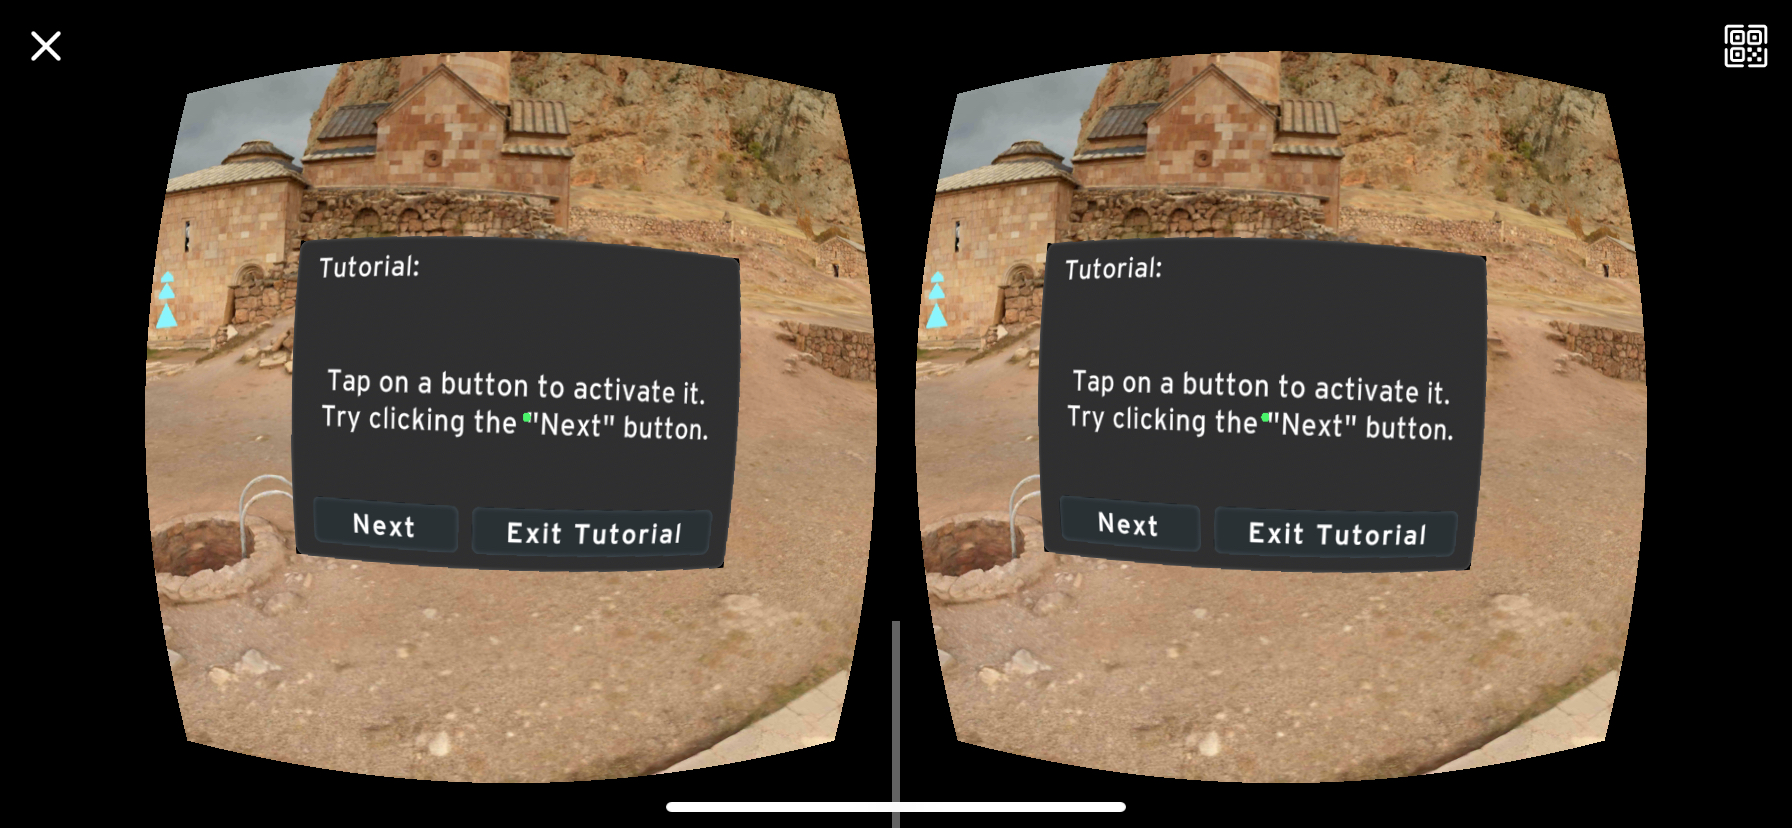 Tutorial:
Tap on a button to activate it.
Try clicking the "Next" button.
Next
Exit Tutorial
Tutorial:
Tap on a button to activate it.
Try clicking the "Next" button.
Next
Exit Tutorial